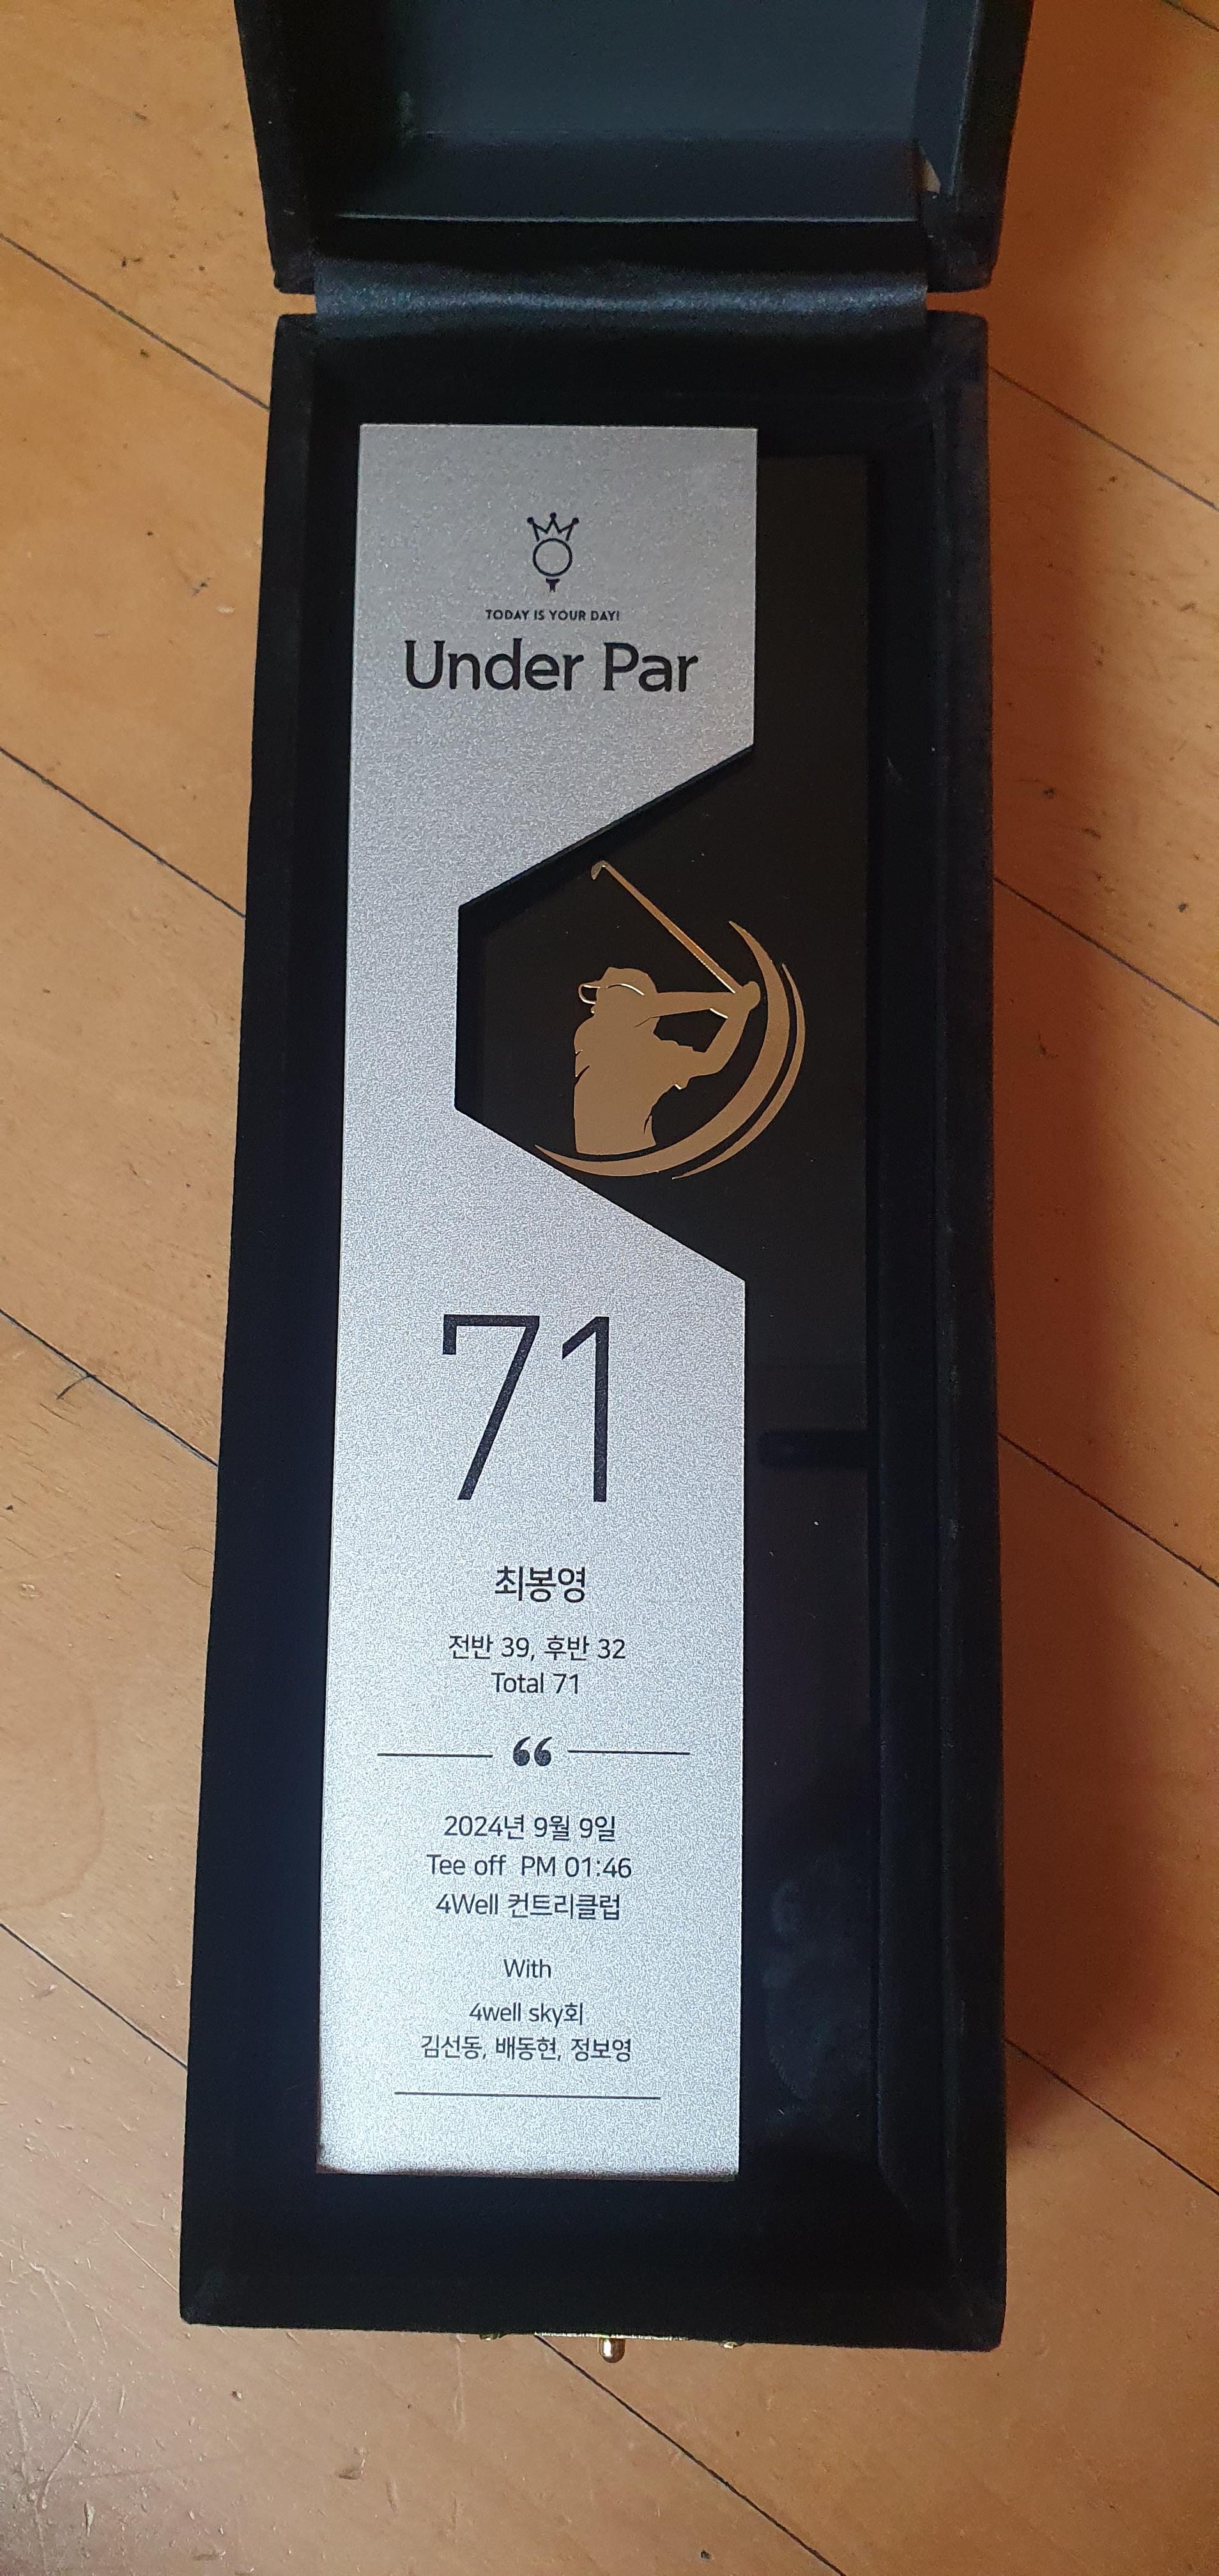 TODAY IS YOUR DAY!
Under Par
71
최봉영
전반 39, 후반 32
Total 71
“
2024년 9월 9일
Tee off PM 01:46
4Well 컨트리클럽
With
4well sky회
김선동, 배동현, 정보영